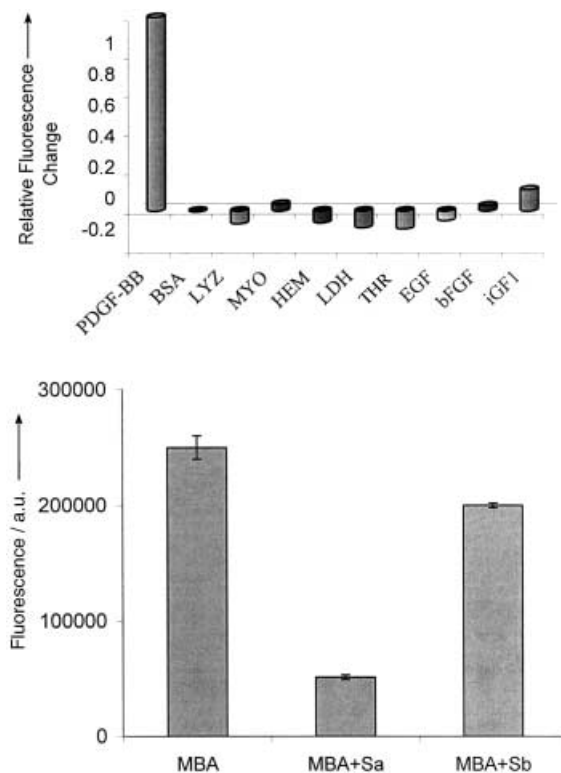 Relative Fluorescence
Change
1
0.8
0.6
0.4
0.2
0
-0.2
PDGF-BB
BSA
LYZ
MYO
HEM
LDH
THR
EGF
bFGF
iGF1
Fluorescence / a.u.
300000
200000
100000
0
MBA
MBA+Sa
MBA+Sb